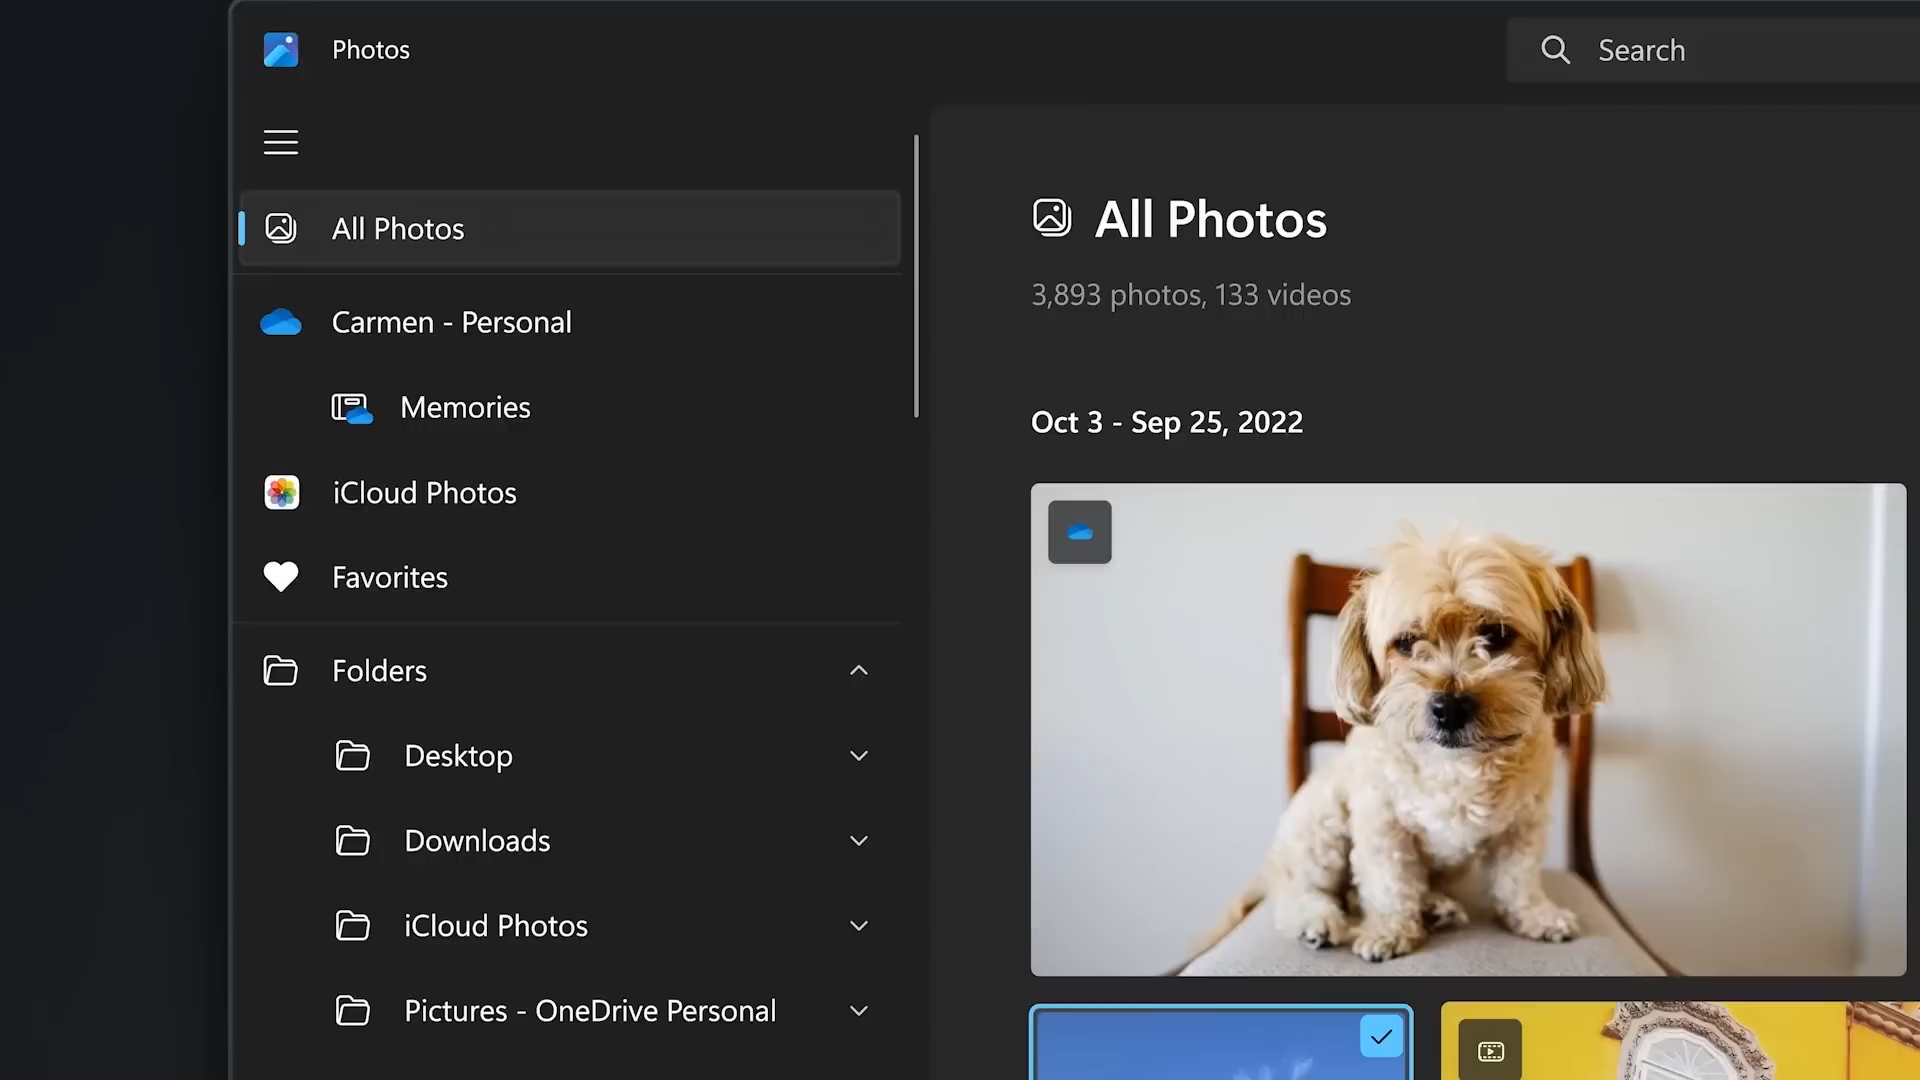 Photos
Search
All Photos
Carmen - Personal
Memories
iCloud Photos
Favorites
Folders
Desktop
Downloads
iCloud Photos
Pictures - OneDrive Personal
All Photos
3,893 photos, 133 videos
Oct 3 - Sep 25, 2022